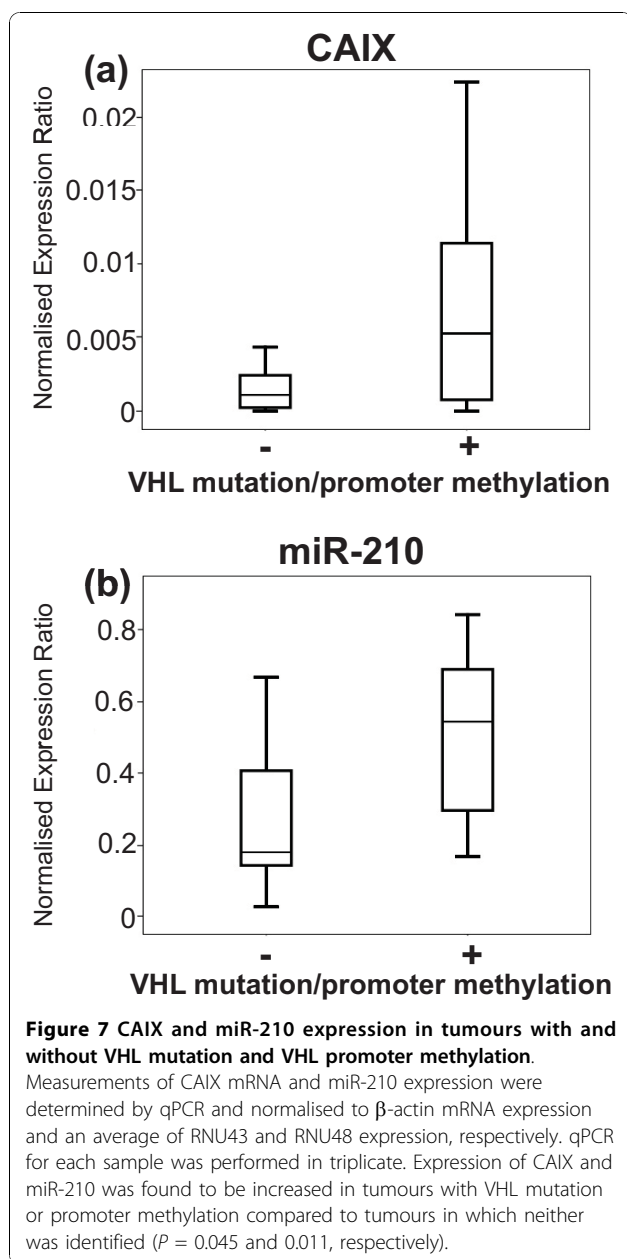 CAIX
(a)
Normalised Expression Ratio
0.02
0.015
0.01
0.005
0
- +
VHL mutation/promoter methylation
miR-210
(b)
Normalised Expression Ratio
0.8
0.6
0.4
0.2
0
- +
VHL mutation/promoter methylation
Figure 7 CAIX and miR-210 expression in tumours with and
without VHL mutation and VHL promoter methylation.
Measurements of CAIX mRNA and miR-210 expression were
determined by qPCR and normalised to β-actin mRNA expression
and an average of RNU43 and RNU48 expression, respectively. qPCR
for each sample was performed in triplicate. Expression of CAIX and
miR-210 was found to be increased in tumours with VHL mutation
or promoter methylation compared to tumours in which neither
was identified (P = 0.045 and 0.011, respectively).